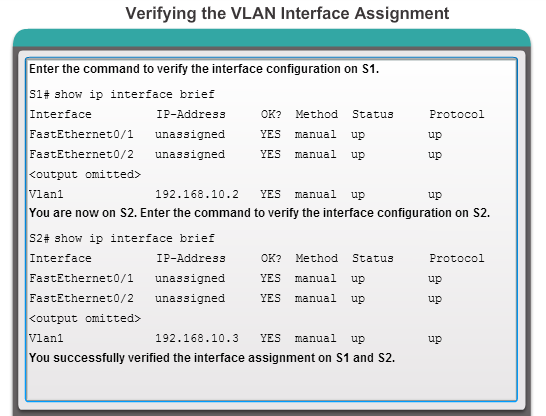 Verifying the VLAN Interface Assignment
Enter the command to verify the interface configuration on S1.
S1# show ip interface brief
Interface IP-Address OK? Method Status Protocol
FastEthernet0/1 unassigned YES manual up up
FastEthernet0/2 unassigned YES manual up up
<output omitted>
Vlan1 192.168.10.2 YES manual up up
You are now on S2. Enter the command to verify the interface configuration on S2.
S2# show ip interface brief
Interface IP-Address OK? Method Status Protocol
FastEthernet0/1 unassigned YES manual up up
FastEthernet0/2 unassigned YES manual up up
<output omitted>
Vlan1 192.168.10.3 YES manual up up
You successfully verified the interface assignment on S1 and S2.